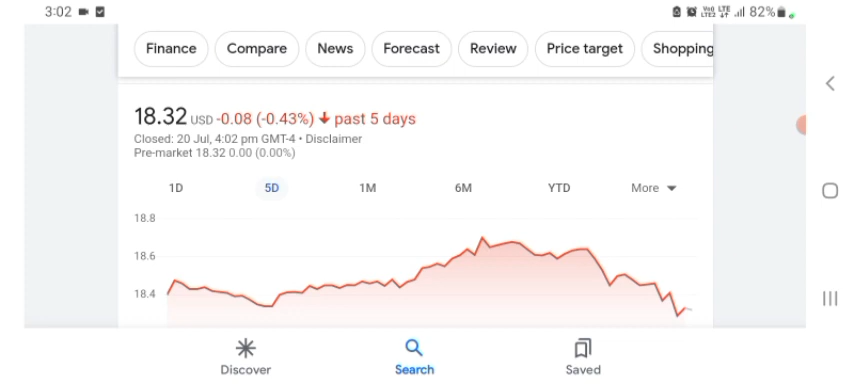 3:02 82%
Finance Compare News Forecast Review Price target Shopping
18.32 USD -0.08 (-0.43%) past 5 days
Closed: 20 Jul, 4:02 pm GMT-4 • Disclaimer
Pre-market 18.32 0.00 (0.00%)
1D 5D 1M 6M YTD More
18.8
18.6
18.4
Discover Search Saved